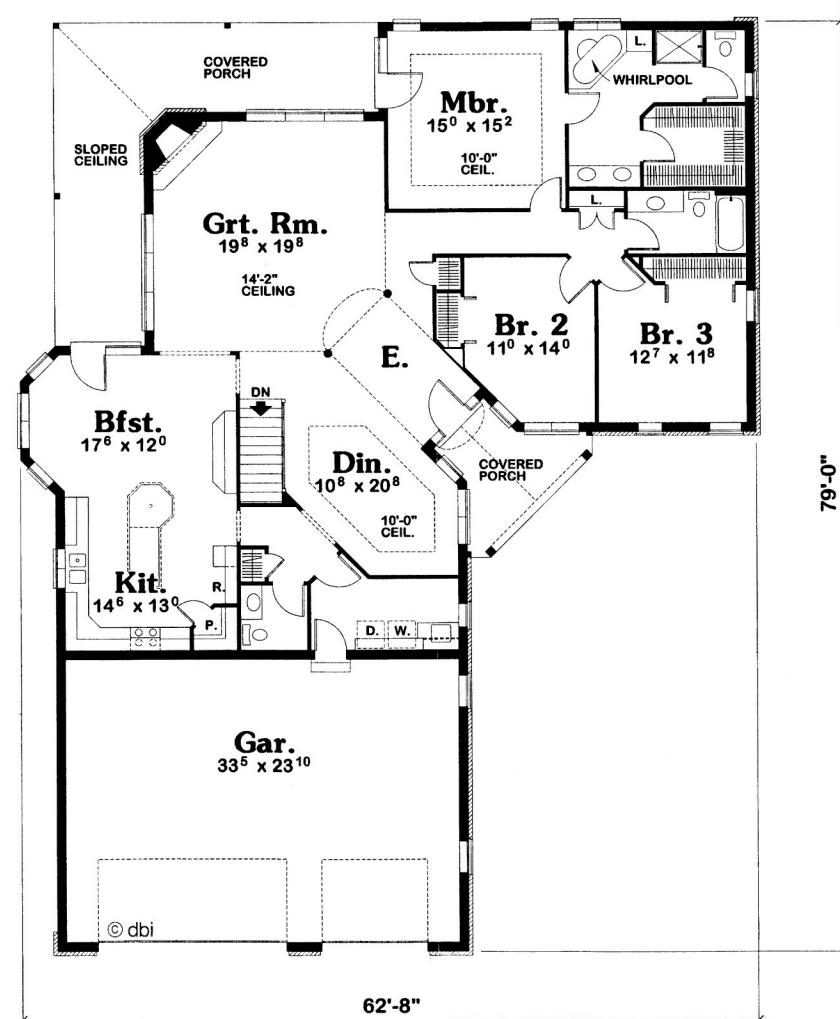 COVERED
PORCH
L.
WHIRLPOOL
Mbr.
15⁰ x 15²
10'-0"
CEIL.
SLOPED
CEILING
L.
Grt. Rm.
19⁸ x 19⁸
14'-2"
CEILING
Br. 2
11⁰ x 14⁰
Br. 3
12⁷ x 11⁸
E.
DN
Bfst.
17⁶ x 12⁰
Din.
10⁸ x 20⁸
10'-0"
CEIL.
COVERED
PORCH
79'-0"
Kit.
14⁶ x 13⁰
R.
P.
D. W.
Gar.
33⁵ x 23¹⁰
© dbi
62'-8"